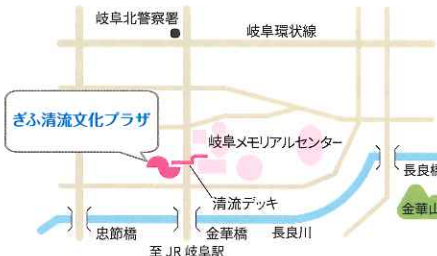 岐阜北警察署
岐阜環状線
ぎふ清流文化プラザ
岐阜メモリアルセンター
長良橋
清流デッキ
金華山
忠節橋
金華橋
長良川
至 JR 岐阜駅